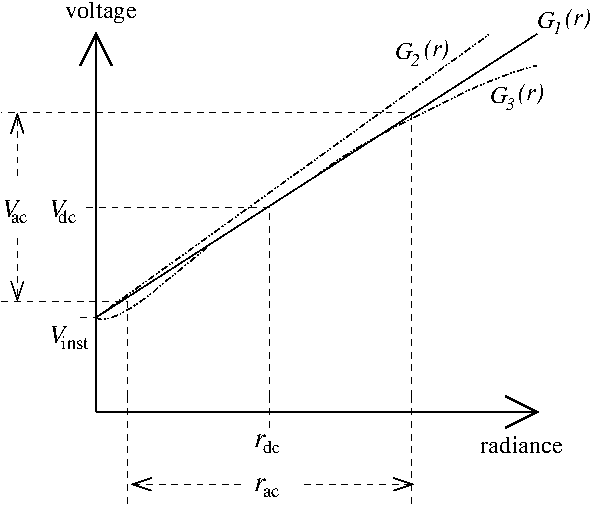 voltage
G1(r)
G2(r)
G3(r)
Vac
Vdc
Vinst
rdc
radiance
rac